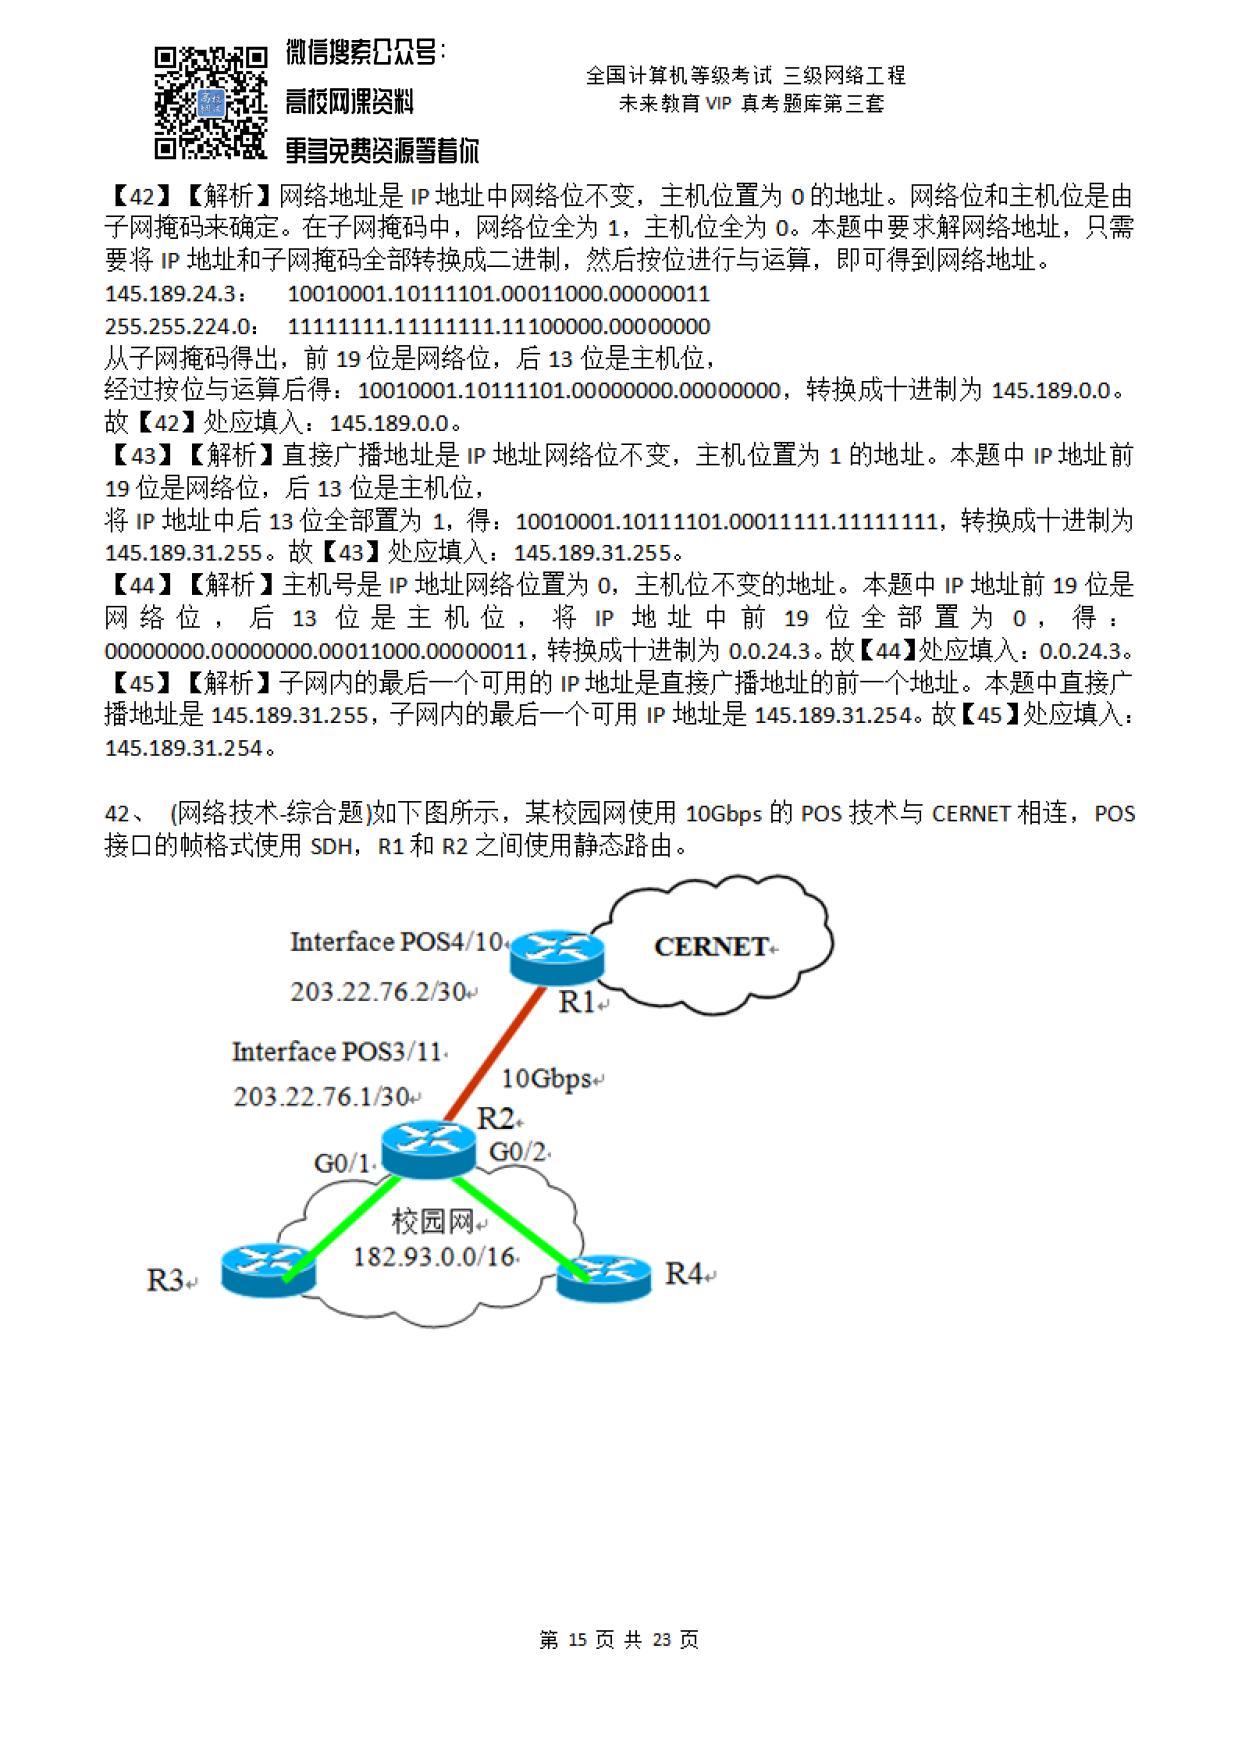 微信搜索公众号：
高校网课资料
更多免费资源等着你
全国计算机等级考试 三级网络工程
未来教育 VIP 真考题库第三套
【42】【解析】网络地址是 IP 地址中网络位不变，主机位置为 0 的地址。网络位和主机位是由
子网掩码来确定。在子网掩码中，网络位全为 1，主机位全为 0。本题中要求解网络地址，只需
要将 IP 地址和子网掩码全部转换成二进制，然后按位进行与运算，即可得到网络地址。
145.189.24.3： 10010001.10111101.00011000.00000011
255.255.224.0： 11111111.11111111.11100000.00000000
从子网掩码得出，前 19 位是网络位，后 13 位是主机位，
经过按位与运算后得：10010001.10111101.00000000.00000000，转换成十进制为 145.189.0.0。
故【42】处应填入：145.189.0.0。
【43】【解析】直接广播地址是 IP 地址网络位不变，主机位置为 1 的地址。本题中 IP 地址前
19 位是网络位，后 13 位是主机位，
将 IP 地址中后 13 位全部置为 1，得：10010001.10111101.00011111.11111111，转换成十进制为
145.189.31.255。故【43】处应填入：145.189.31.255。
【44】【解析】主机号是 IP 地址网络位置为 0，主机位不变的地址。本题中 IP 地址前 19 位是
网络位，后 13 位是主机位，将 IP 地址中前 19 位全部置为 0，得：
00000000.00000000.00011000.00000011，转换成十进制为 0.0.24.3。故【44】处应填入：0.0.24.3。
【45】【解析】子网内的最后一个可用的 IP 地址是直接广播地址的前一个地址。本题中直接广
播地址是 145.189.31.255，子网内的最后一个可用 IP 地址是 145.189.31.254。故【45】处应填入：
145.189.31.254。
42、 (网络技术-综合题)如下图所示，某校园网使用 10Gbps 的 POS 技术与 CERNET 相连，POS
接口的帧格式使用 SDH，R1 和 R2 之间使用静态路由。
Interface POS4/10
CERNET
203.22.76.2/30
R1
Interface POS3/11
10Gbps
203.22.76.1/30
R2
G0/1
G0/2
校园网
182.93.0.0/16
R3
R4
第 15 页 共 23 页